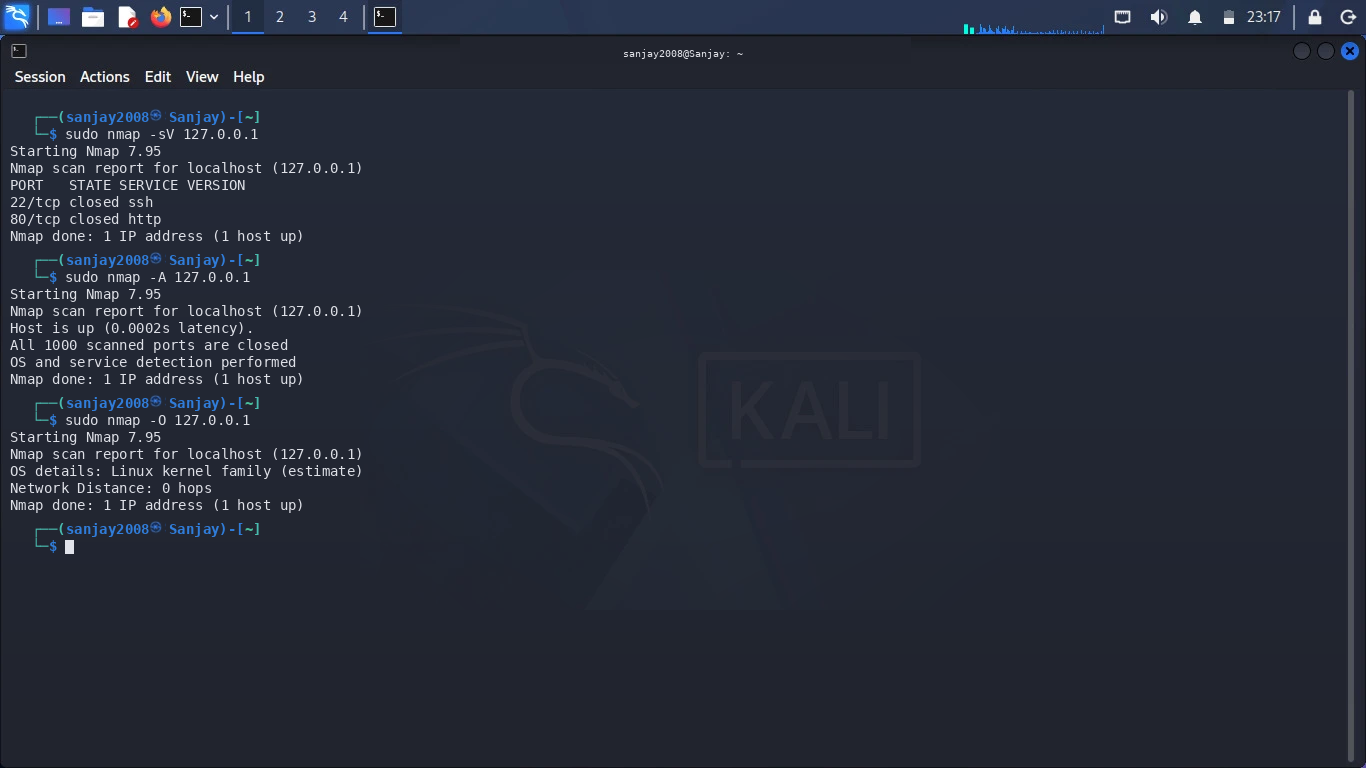 1 2 3 4 23:17
sanjay2008@Sanjay: ~
Session Actions Edit View Help
┌──(sanjay2008㉿ Sanjay)-[~]
└─$ sudo nmap -sV 127.0.0.1
Starting Nmap 7.95
Nmap scan report for localhost (127.0.0.1)
PORT   STATE SERVICE VERSION
22/tcp closed ssh
80/tcp closed http
Nmap done: 1 IP address (1 host up)
┌──(sanjay2008㉿ Sanjay)-[~]
└─$ sudo nmap -A 127.0.0.1
Starting Nmap 7.95
Nmap scan report for localhost (127.0.0.1)
Host is up (0.0002s latency).
All 1000 scanned ports are closed
OS and service detection performed
Nmap done: 1 IP address (1 host up)
┌──(sanjay2008㉿ Sanjay)-[~]
└─$ sudo nmap -O 127.0.0.1
Starting Nmap 7.95
Nmap scan report for localhost (127.0.0.1)
OS details: Linux kernel family (estimate)
Network Distance: 0 hops
Nmap done: 1 IP address (1 host up)
┌──(sanjay2008㉿ Sanjay)-[~]
└─$
KALI